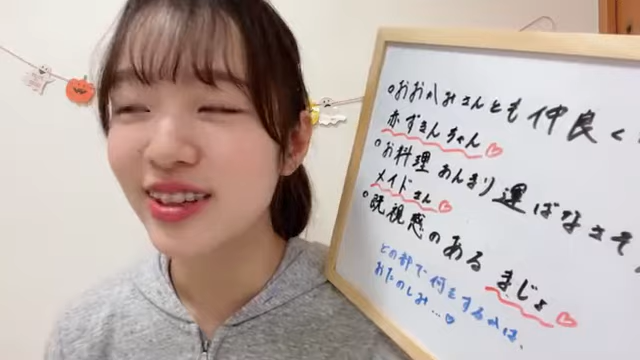 ○おおかみさんとも仲良く
赤ずきんちゃん♡
○お料理あんまり運ばなさそ
メイドさん♡
○既視感のある まじょ♡
どの部で何をするかは、
おたのしみ…♡